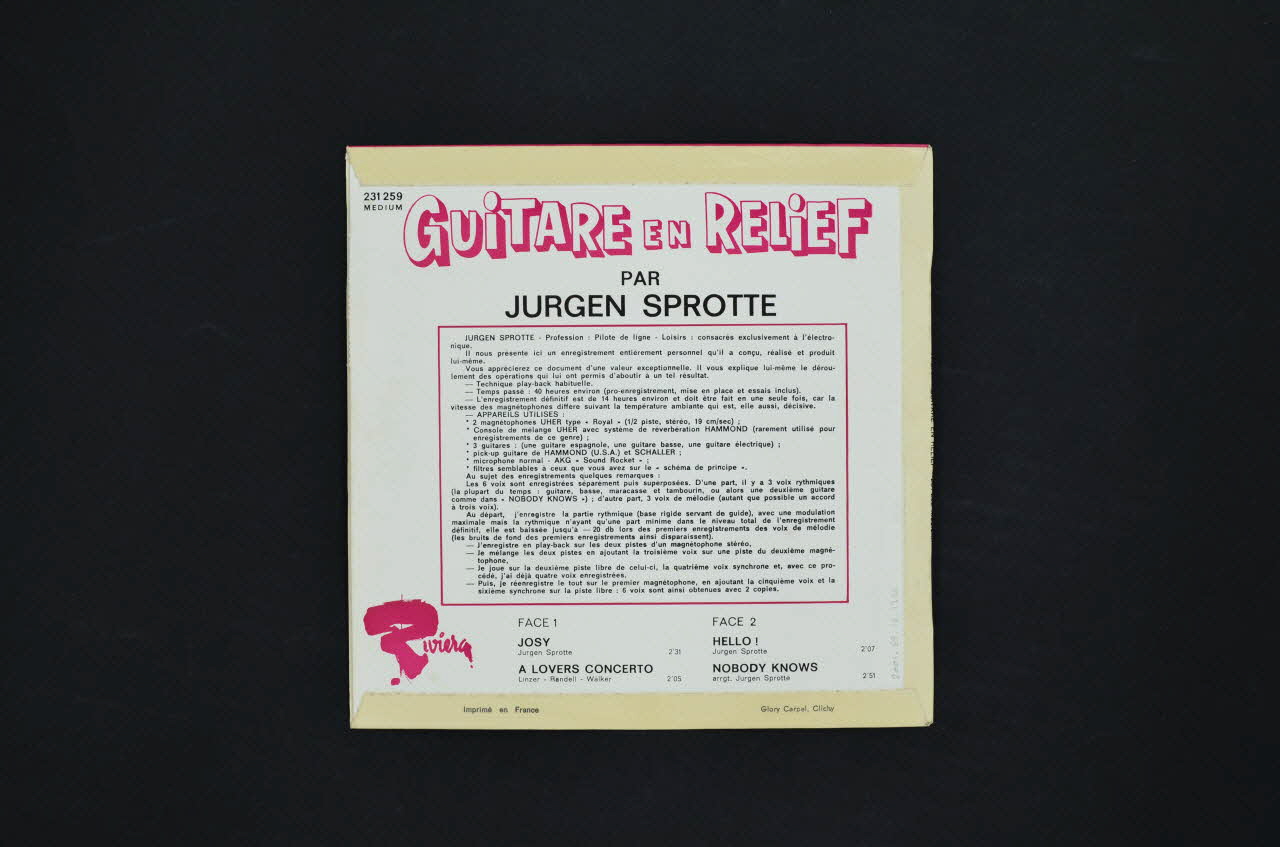 231 259
MEDIUM
GUiTARE EN RELiEF
PAR
JURGEN SPROTTE
JURGEN SPROTTE - Profession : Pilote de ligne - Loisirs : consacrés exclusivement à l'électro-
nique.
Il nous présente ici un enregistrement entièrement personnel qu'il a conçu, réalisé et produit
lui-même.
Vous apprécierez ce document d'une valeur exceptionnelle. Il vous explique lui-même le dérou-
lement des opérations qui lui ont permis d'aboutir à un tel résultat.
— Technique play-back habituelle.
— Temps passé : 40 heures environ (pro-enregistrement, mise en place et essais inclus).
— L'enregistrement définitif est de 14 heures environ et doit être fait en une seule fois, car la
vitesse des magnétophones diffère suivant la température ambiante qui est, elle aussi, décisive.
— APPAREILS UTILISES :
* 2 magnétophones UHER type « Royal » (1/2 piste, stéréo, 19 cm/sec) ;
* Console de mélange UHER avec système de réverbération HAMMOND (rarement utilisé pour
enregistrements de ce genre) ;
* 3 guitares : (une guitare espagnole, une guitare basse, une guitare électrique) ;
* pick-up guitare de HAMMOND (U.S.A.) et SCHALLER ;
* microphone normal - AKG « Sound Rocket » ;
* filtres semblables à ceux que vous avez sur le « schéma de principe ».
Au sujet des enregistrements quelques remarques :
Les 6 voix sont enregistrées séparément puis superposées. D'une part, il y a 3 voix rythmiques
(la plupart du temps : guitare, basse, maracasse et tambourin, ou alors une deuxième guitare
comme dans « NOBODY KNOWS ») ; d'autre part, 3 voix de mélodie (autant que possible un accord
à trois voix).
Au départ, j'enregistre la partie rythmique (base rigide servant de guide), avec une modulation
maximale mais la rythmique n'ayant qu'une part minime dans le niveau total de l'enregistrement
définitif, elle est baissée jusqu'à — 20 db lors des premiers enregistrements des voix de mélodie
(les bruits de fond des premiers enregistrements ainsi disparaissent).
— J'enregistre en play-back sur les deux pistes d'un magnétophone stéréo,
— Je mélange les deux pistes en ajoutant la troisième voix sur une piste du deuxième magné-
tophone,
— Je joue sur la deuxième piste libre de celui-ci, la quatrième voix synchrone et, avec ce pro-
cédé, j'ai déjà quatre voix enregistrées.
— Puis, je réenregistre le tout sur le premier magnétophone, en ajoutant la cinquième voix et la
sixième synchrone sur la piste libre : 6 voix sont ainsi obtenues avec 2 copies.
Riviera
FACE 1
JOSY
Jurgen Sprotte 2'31
A LOVERS CONCERTO
Linzer - Randell - Walker 2'05
FACE 2
HELLO !
Jurgen Sprotte 2'07
NOBODY KNOWS
arrgt. Jurgen Sprotte 2'51
Imprimé en France
Glory Carpel, Clichy